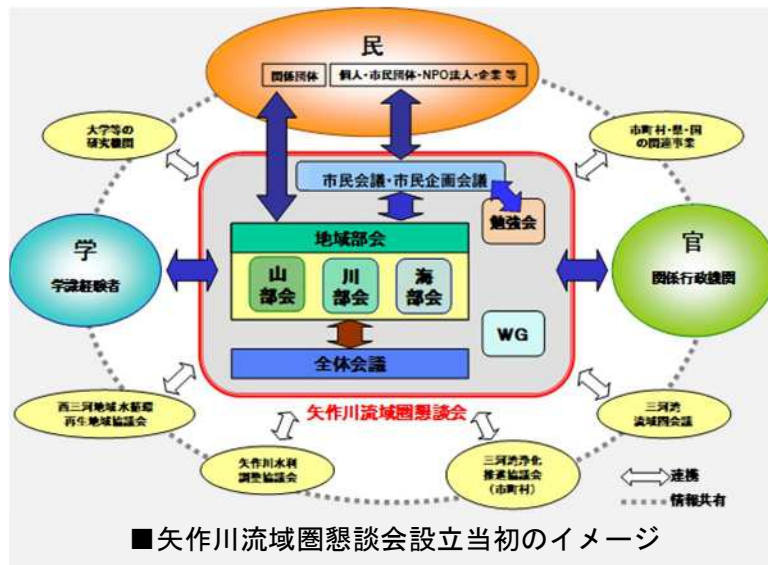 民
関係団体
個人・市民団体・NPO法人・企業 等
大学等の
研究機関
市町村・県・国
の関連事業
市民会議・市民企画会議
勉強会
地域部会
学
学識経験者
官
関係行政機関
山
部会
川
部会
海
部会
WG
全体会議
矢作川流域圏懇談会
西三河地域水循環
再生地域協議会
三河湾
流域圏会議
矢作川水利
調整協議会
三河湾浄化
推進協議会
(市町村)
連携
情報共有
■矢作川流域圏懇談会設立当初のイメージ